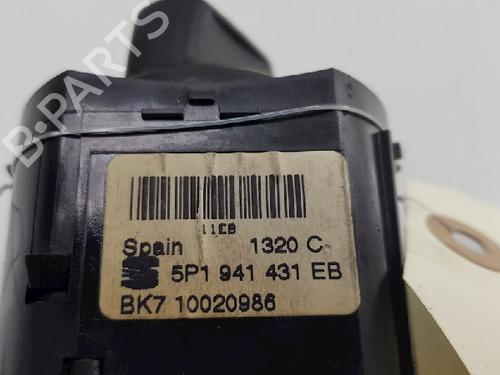 B-PARTS
11EB
Spain 1320 C
5P1 941 431 EB
BK7 10020986